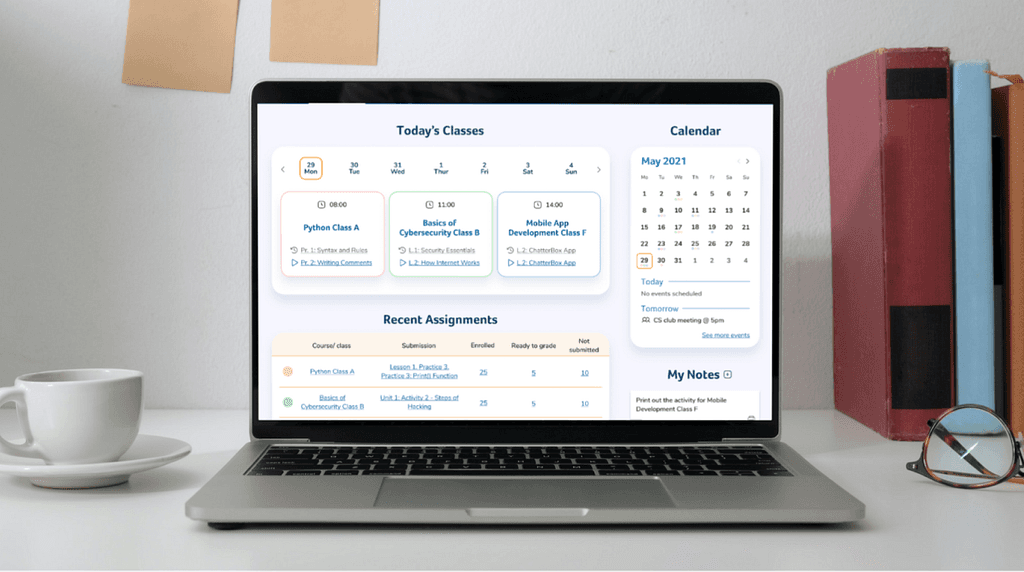 Today's Classes
29 30 31 1 2 3 4
Mon Tue Wed Thur Fri Sat Sun
08:00
Python Class A
Pr. 1: Syntax and Rules
Pr. 2: Writing Comments
11:00
Basics of
Cybersecurity Class B
L.1: Security Essentials
L.2: How Internet Works
14:00
Mobile App
Development Class F
L.2: ChatterBox App
L.2: ChatterBox App
Recent Assignments
Course/ class Submission Enrolled Ready to grade Not
submitted
Python Class A
Lesson 1, Practice 3,
Practice 3: Print() Function
25 5 10
Basics of
Cybersecurity Class B
Unit 1: Activity 2 - Steps of
Hacking
25 5 10
Calendar
May 2021
Mo Tu We Th Fr Sa Su
1 2 3 4 5 6 7
8 9 10 11 12 13 14
15 16 17 18 19 20 21
22 23 24 25 26 27 28
29 30 31 1 2 3 4
Today
No events scheduled
Tomorrow
CS club meeting @ 5pm
See more events
My Notes
Print out the activity for Mobile
Development Class F